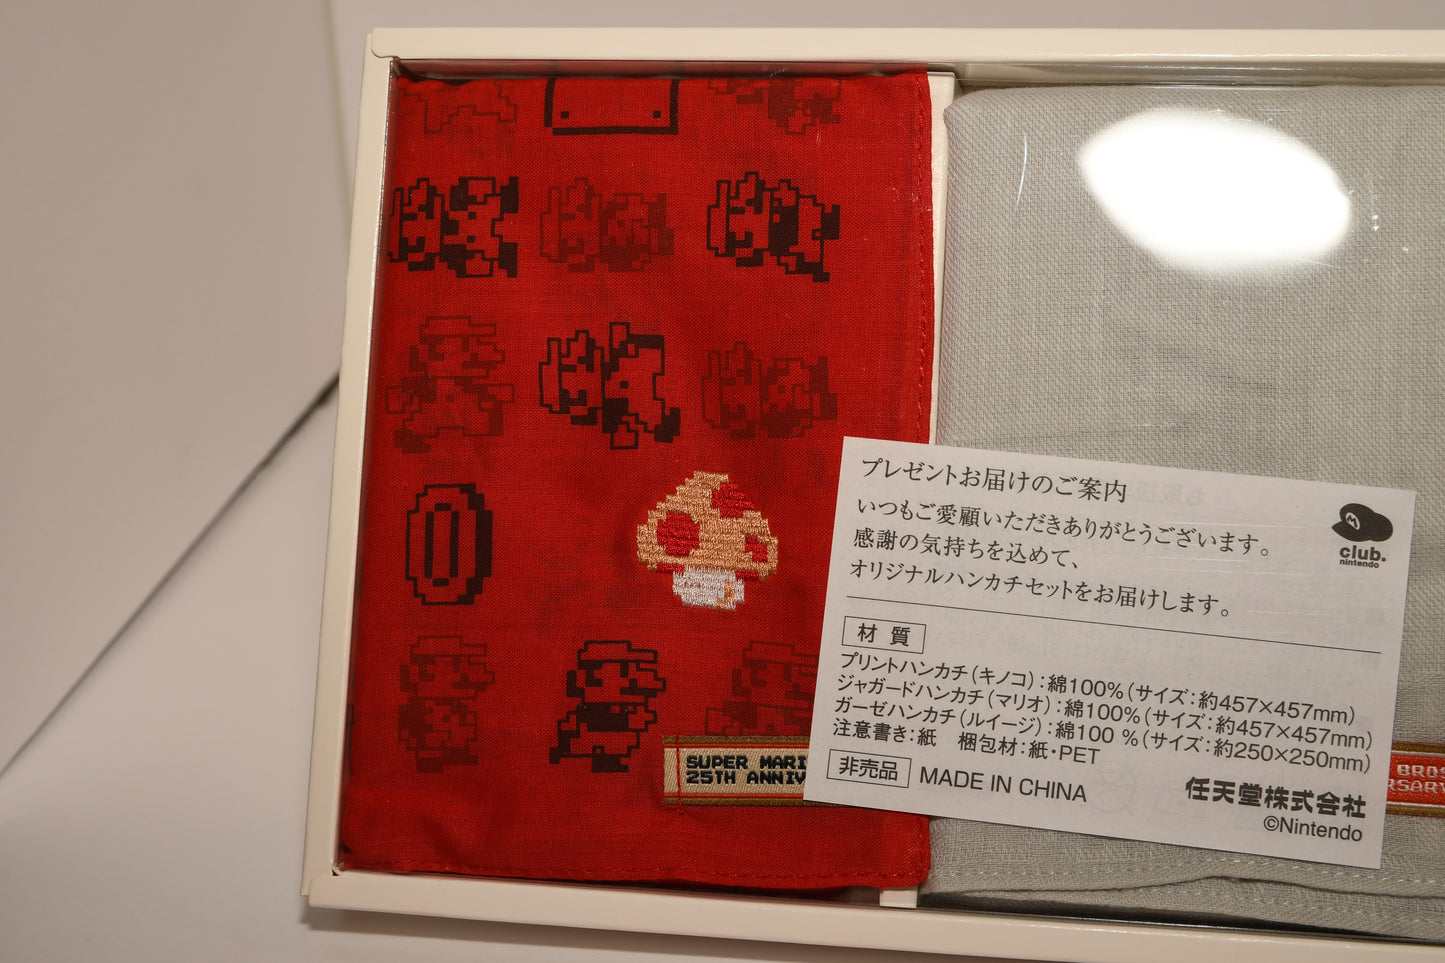 プレゼントお届けのご案内
いつもご愛顧いただきありがとうございます。
感謝の気持ちを込めて、
オリジナルハンカチセットをお届けします。
club.
nintendo
材 質
プリントハンカチ（キノコ）：綿100％（サイズ：約457×457mm）
ジャガードハンカチ（マリオ）：綿100％（サイズ：約457×457mm）
ガーゼハンカチ（ルイージ）：綿100 ％（サイズ：約250×250mm）
注意書き：紙　梱包材：紙・PET
非売品 MADE IN CHINA
任天堂株式会社
©Nintendo
SUPER MARI
25TH ANNIV
BROS
RSARY